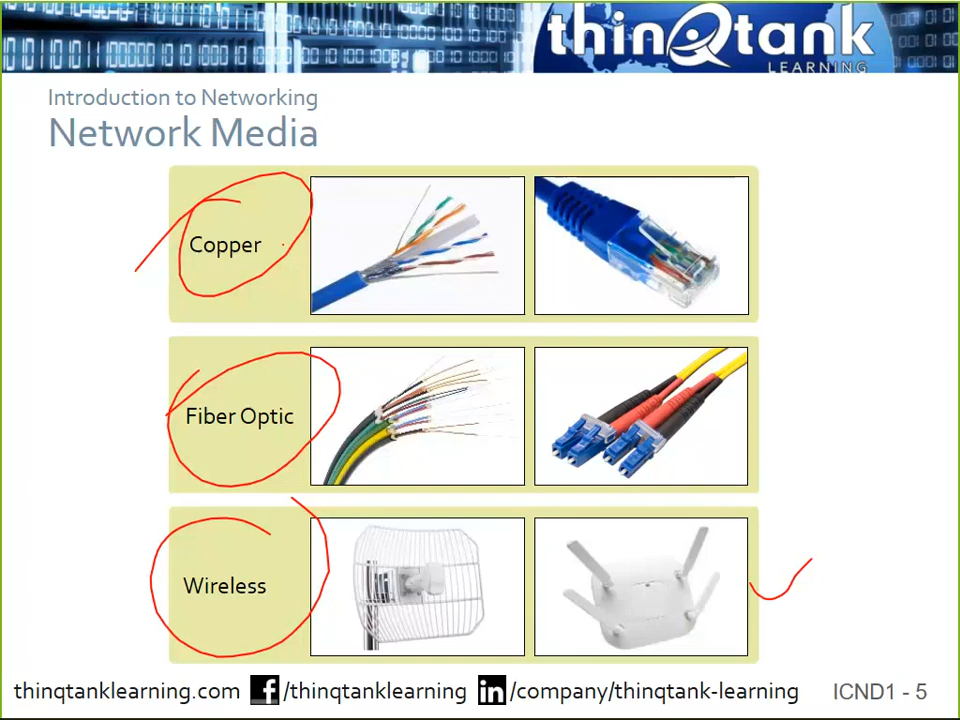 thinQtank
LEARNING
Introduction to Networking
Network Media
Copper
Fiber Optic
Wireless
thinqtanklearning.com f /thinqtanklearning in /company/thinqtank-learning ICND1 - 5